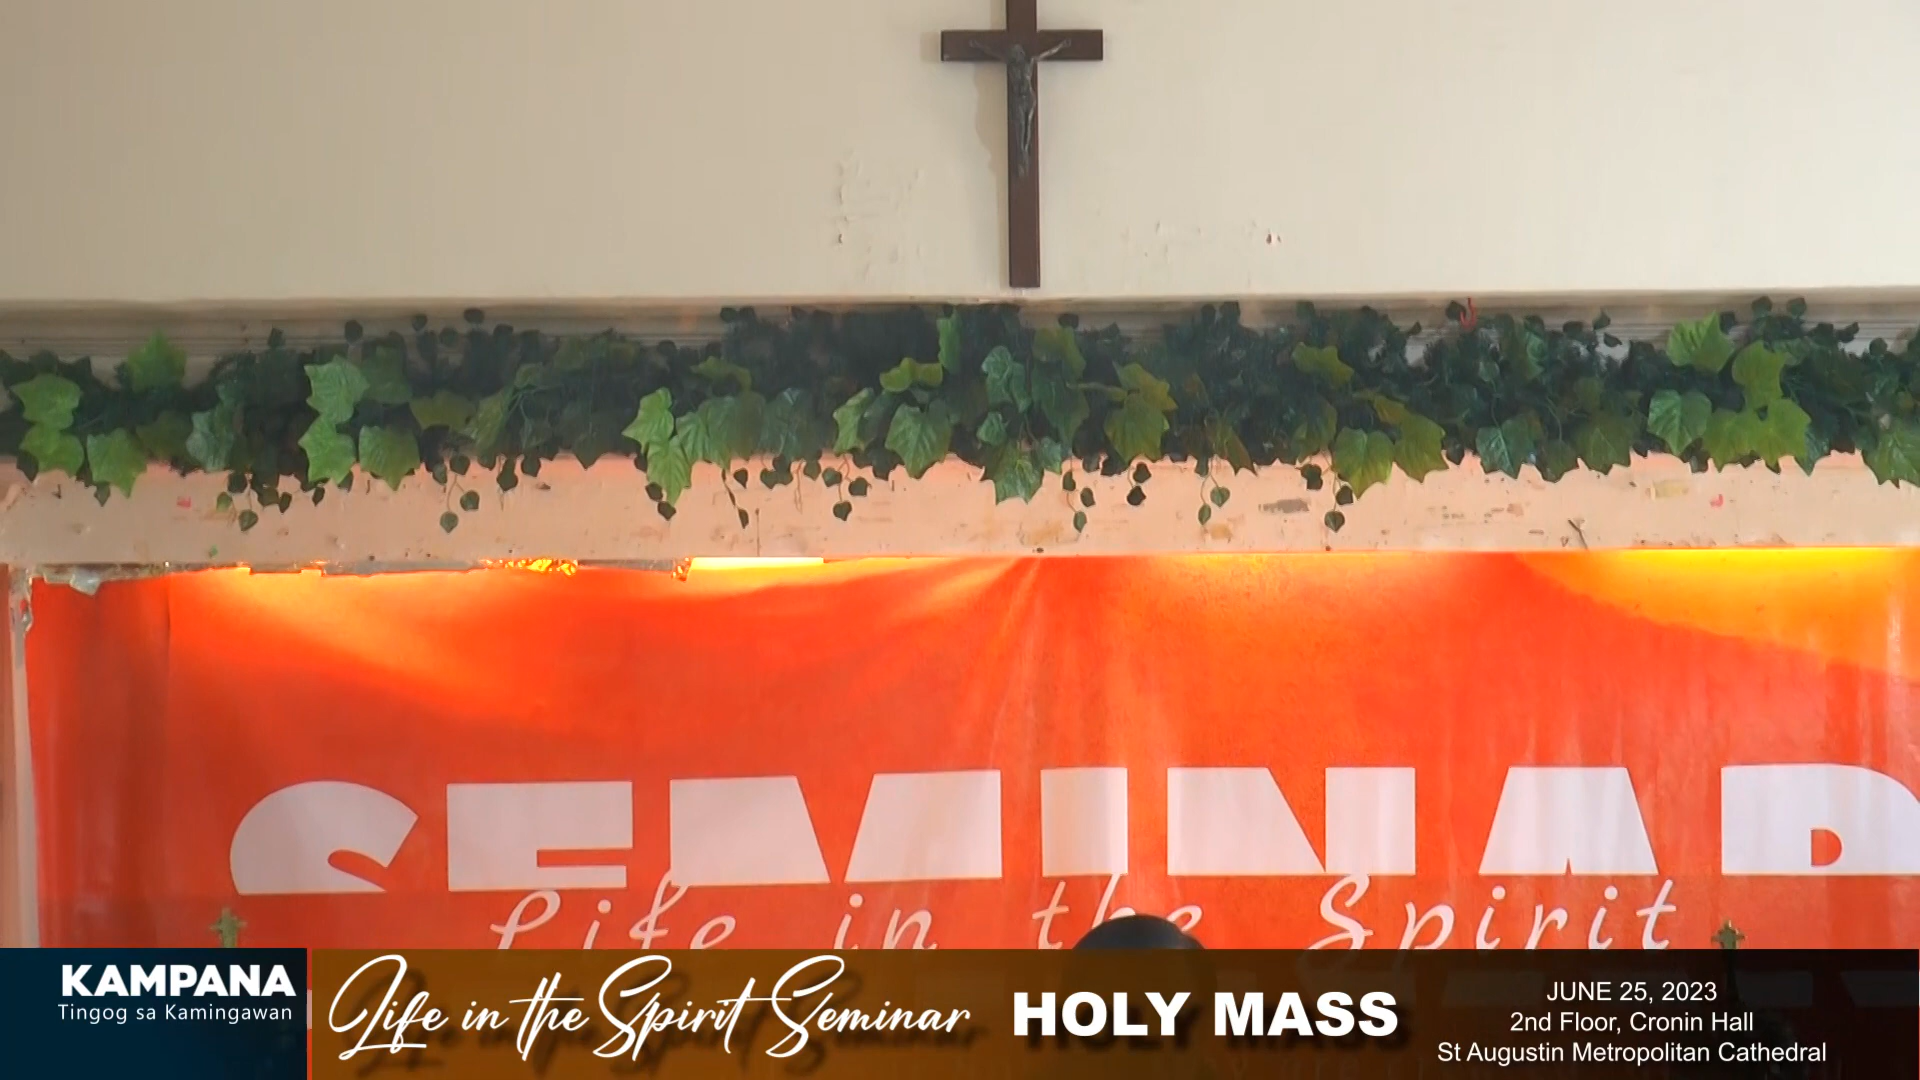 SEMINAR
Life in the Spirit
KAMPANA
Tingog sa Kamingawan
Life in the Spirit Seminar
HOLY MASS
JUNE 25, 2023
2nd Floor, Cronin Hall
St Augustin Metropolitan Cathedral